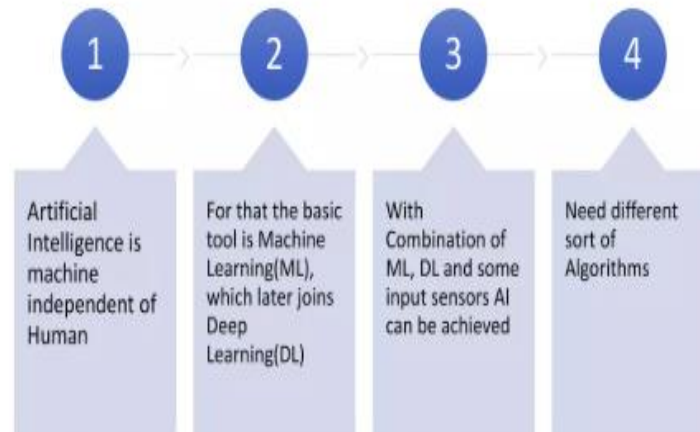 1
2
3
4
Artificial
Intelligence is
machine
independent of
Human
For that the basic
tool is Machine
Learning(ML),
which later joins
Deep
Learning(DL)
With
Combination of
ML, DL and some
input sensors AI
can be achieved
Need different
sort of
Algorithms